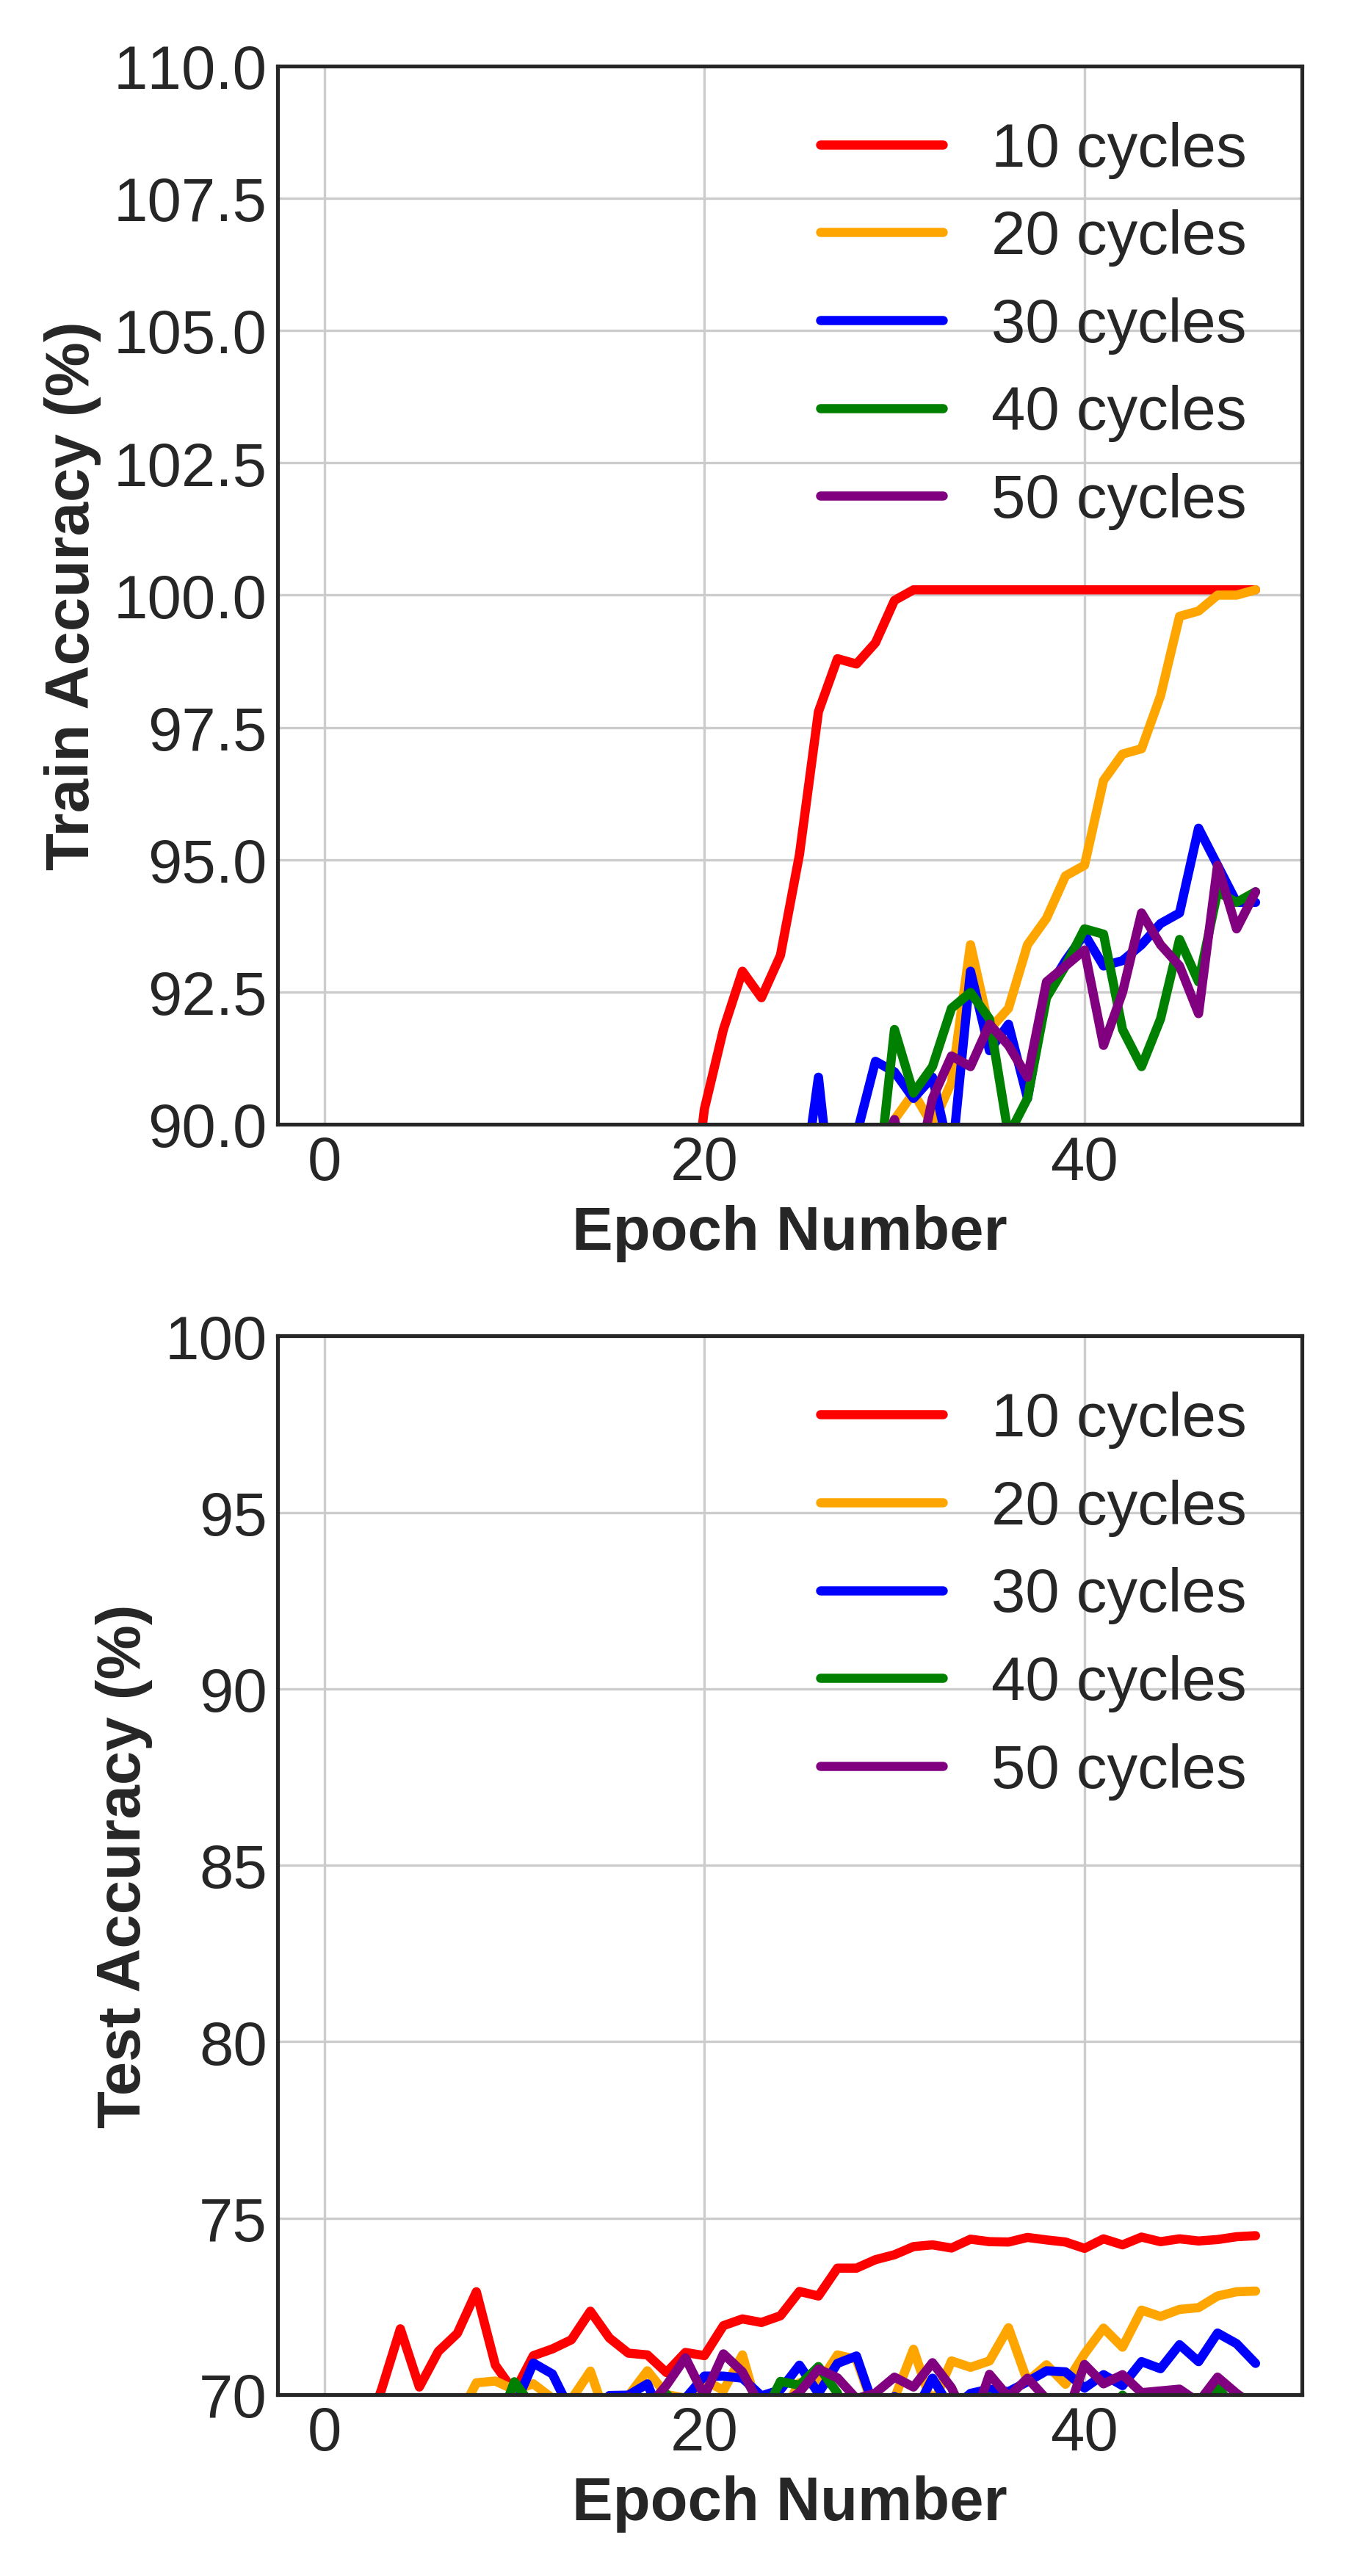 110.0
107.5
105.0
102.5
100.0
97.5
95.0
92.5
90.0
Train Accuracy (%)
10 cycles
20 cycles
30 cycles
40 cycles
50 cycles
0 20 40
Epoch Number
100
95
90
85
80
75
70
Test Accuracy (%)
10 cycles
20 cycles
30 cycles
40 cycles
50 cycles
0 20 40
Epoch Number